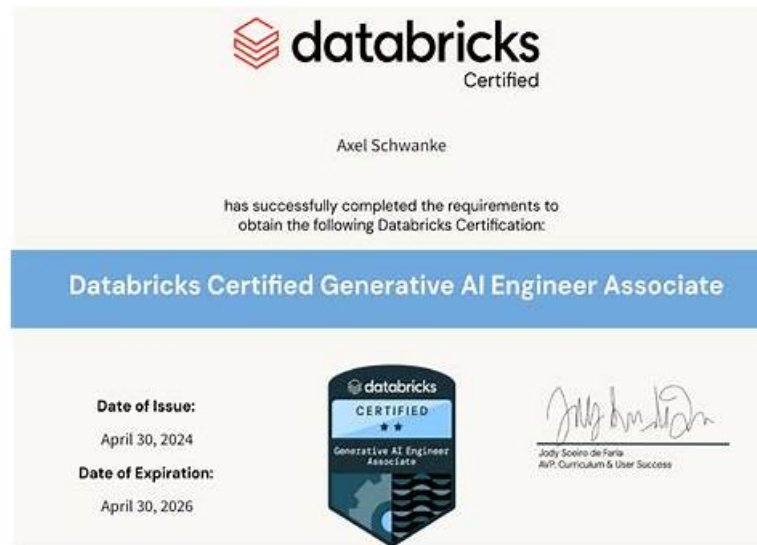 databricks
Certified
Axel Schwanke
has successfully completed the requirements to
obtain the following Databricks Certification:
Databricks Certified Generative AI Engineer Associate
Date of Issue:
April 30, 2024
Date of Expiration:
April 30, 2026
databricks
CERTIFIED
Generative AI Engineer
Associate
Jody Soeiro de Faria
AVP, Curriculum & User Success